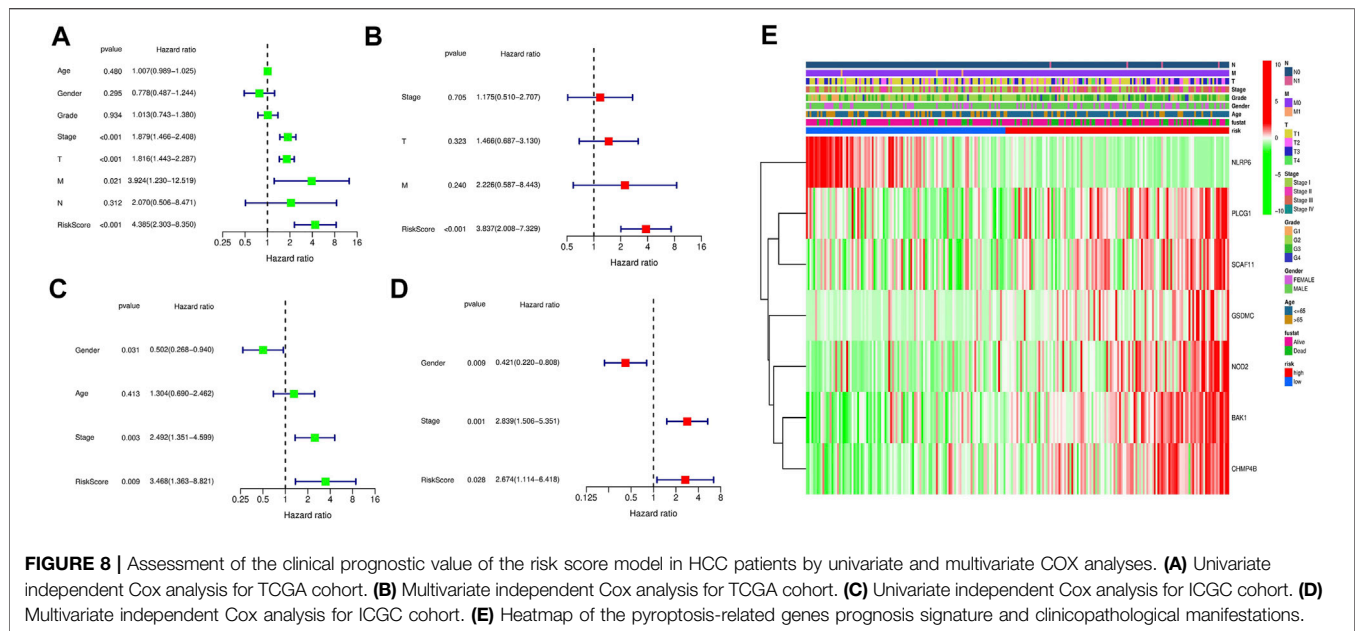 A
pvalue Hazard ratio
Age 0.480 1.007(0.989−1.025)
Gender 0.295 0.778(0.487−1.244)
Grade 0.934 1.013(0.743−1.380)
Stage <0.001 1.879(1.466−2.408)
T <0.001 1.816(1.443−2.287)
M 0.021 3.924(1.230−12.519)
N 0.312 2.070(0.506−8.471)
RiskScore <0.001 4.385(2.303−8.350)
0.25 0.5 1 2 4 8 16
Hazard ratio
B
pvalue Hazard ratio
Stage 0.705 1.175(0.510−2.707)
T 0.323 1.466(0.687−3.130)
M 0.240 2.226(0.587−8.443)
RiskScore <0.001 3.837(2.008−7.329)
0.5 1 2 4 8
Hazard ratio
C
pvalue Hazard ratio
Gender 0.031 0.502(0.268−0.940)
Age 0.413 1.304(0.690−2.462)
Stage 0.003 2.492(1.351−4.599)
RiskScore 0.009 3.468(1.363−8.821)
0.25 0.5 1 2 4 8 16
Hazard ratio
D
pvalue Hazard ratio
Gender 0.009 0.421(0.220−0.808)
Stage 0.001 2.839(1.506−5.351)
RiskScore 0.028 2.674(1.114−6.418)
0.125 0.5 1 2 4 8
Hazard ratio
E
N
M
T
Stage
Grade
Gender
Age
fustat
risk
NLRP6
PLCG1
SCAF11
GSDMC
NOD2
BAK1
CHMP4B
10
5
0
−5
−10
N
N0
N1
M
M0
M1
T
T1
T2
T3
T4
Stage
Stage I
Stage II
Stage III
Stage IV
Grade
G1
G2
G3
G4
Gender
FEMALE
MALE
Age
<=65
>65
fustat
Alive
Dead
risk
high
low
FIGURE 8 | Assessment of the clinical prognostic value of the risk score model in HCC patients by univariate and multivariate COX analyses. (A) Univariate
independent Cox analysis for TCGA cohort. (B) Multivariate independent Cox analysis for TCGA cohort. (C) Univariate independent Cox analysis for ICGC cohort. (D)
Multivariate independent Cox analysis for ICGC cohort. (E) Heatmap of the pyroptosis-related genes prognosis signature and clinicopathological manifestations.